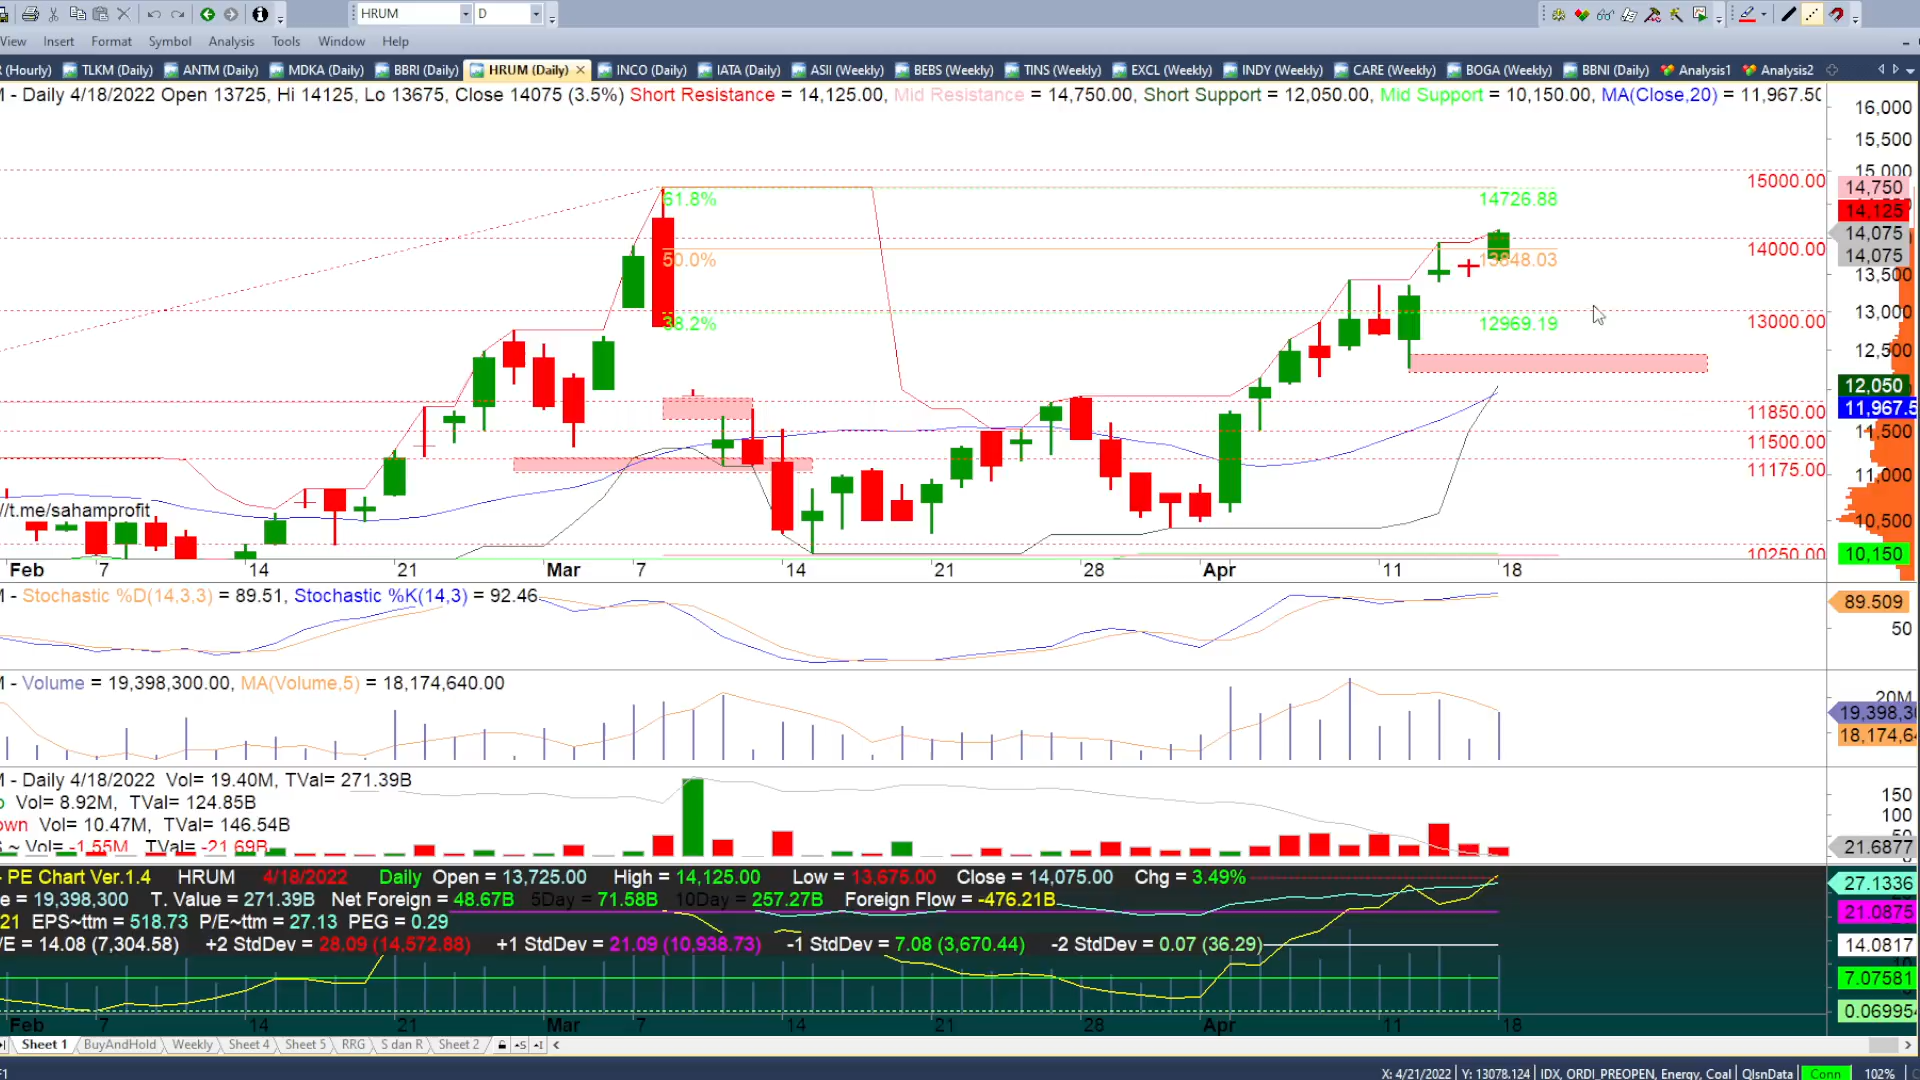 HRUM D
View Insert Format Symbol Analysis Tools Window Help
(Hourly) TLKM (Daily) ANTM (Daily) MDKA (Daily) BBRI (Daily) HRUM (Daily) INCO (Daily) IATA (Daily) ASII (Weekly) BEBS (Weekly) TINS (Weekly) EXCL (Weekly) INDY (Weekly) CARE (Weekly) BOGA (Weekly) BBNI (Daily) Analysis1 Analysis2
- Daily 4/18/2022 Open 13725, Hi 14125, Lo 13675, Close 14075 (3.5%) Short Resistance = 14,125.00, Mid Resistance = 14,750.00, Short Support = 12,050.00, Mid Support = 10,150.00, MA(Close,20) = 11,967.50
16,000
15,500
15,000
15000.00
14,750
61.8% 14726.88
14,125
14,075
14000.00
14,075
50.0% 13848.03
13,500
13,000
13000.00
38.2% 12969.19
12,500
12,050
11850.00
11,967.5
11500.00
11,500
11175.00
11,000
//t.me/sahamprofit
10,500
10250.00
10,150
Feb 7 14 21 Mar 7 14 21 28 Apr 11 18
- Stochastic %D(14,3,3) = 89.51, Stochastic %K(14,3) = 92.46
89.509
50
- Volume = 19,398,300.00, MA(Volume,5) = 18,174,640.00
20M
19,398,30
18,174,64
- Daily 4/18/2022 Vol= 19.40M, TVal= 271.39B
Vol= 8.92M, TVal= 124.85B
own Vol= 10.47M, TVal= 146.54B
~ Vol= -1.55M TVal= -21.69B
150
100
50
21.6877
- PE Chart Ver.1.4 HRUM 4/18/2022 Daily Open = 13,725.00 High = 14,125.00 Low = 13,675.00 Close = 14,075.00 Chg = 3.49%
e = 19,398,300 T. Value = 271.39B Net Foreign = 48.67B 5Day = 71.58B 10Day = 257.27B Foreign Flow = -476.21B
21 EPS~ttm = 518.73 P/E~ttm = 27.13 PEG = 0.29
/E = 14.08 (7,304.58) +2 StdDev = 28.09 (14,572.88) +1 StdDev = 21.09 (10,938.73) -1 StdDev = 7.08 (3,670.44) -2 StdDev = 0.07 (36.29)
27.1336
21.0875
14.0817
7.07581
0.069954
Feb 7 14 21 Mar 7 14 21 28 Apr 11 18
Sheet 1 BuyAndHold Weekly Sheet 4 Sheet 5 RRG S dan R Sheet 2
F1 X: 4/21/2022 Y: 13078.124 IDX, ORDI_PREOPEN, Energy, Coal QlsnData Conn 102%